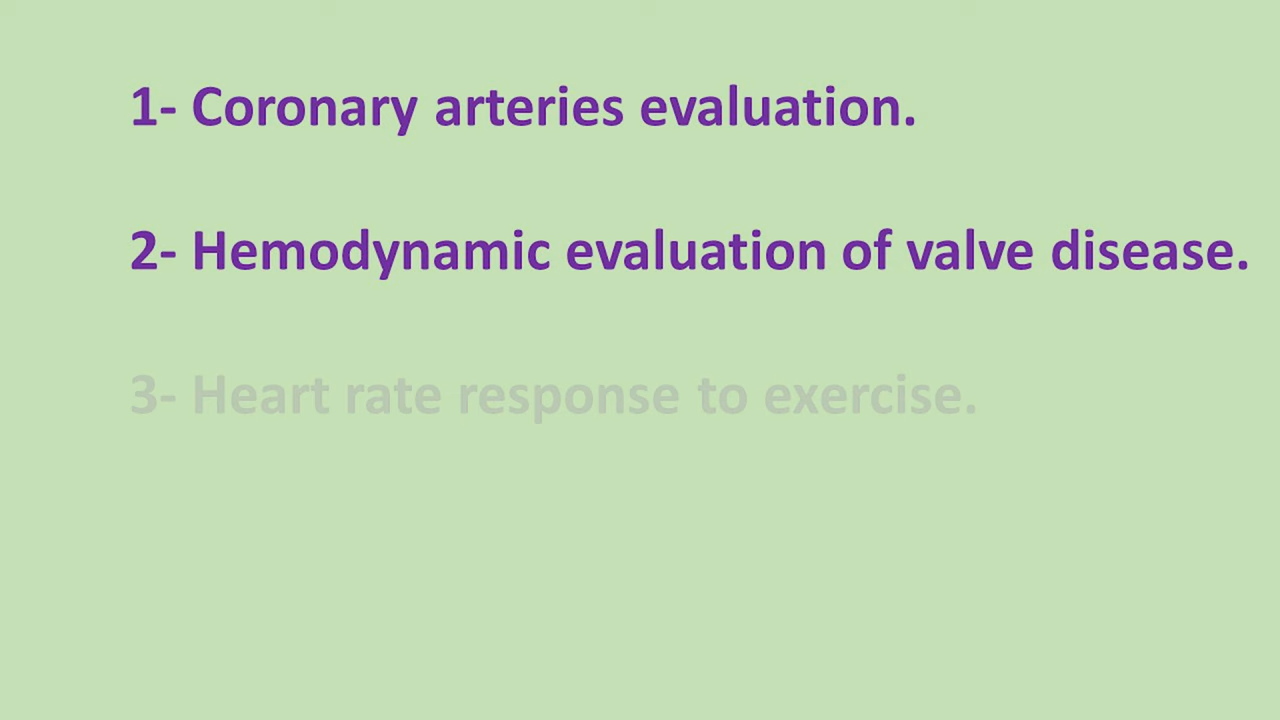 1- Coronary arteries evaluation.
2- Hemodynamic evaluation of valve disease.
3- Heart rate response to exercise.